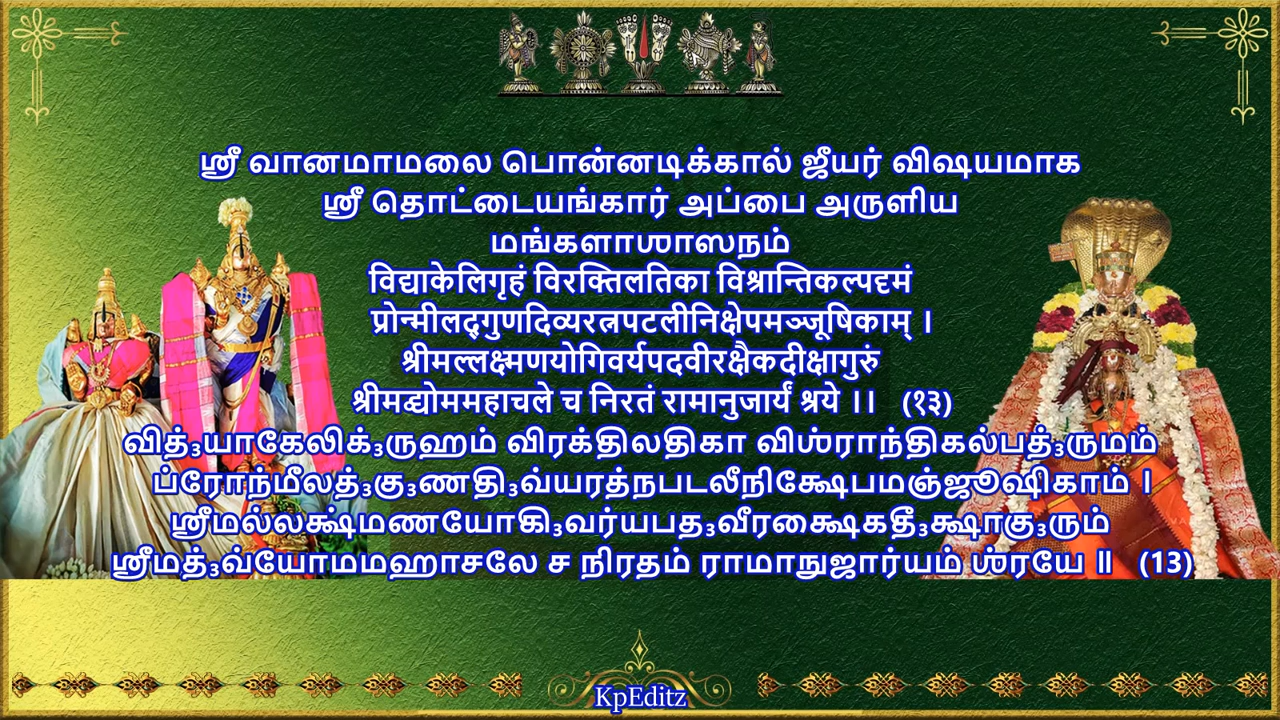 ஸ்ரீ வானமாமலை பொன்னடிக்கால் ஜீயர் விஷயமாக
ஸ்ரீ தொட்டையங்கார் அப்பை அருளிய
மங்களாஶாஸநம்
विद्याकेलिगृहं विरक्तिलतिका विश्रान्तिकल्पद्रुमं
प्रोन्मीलद्गुणदिव्यरत्नपटलीनिक्षेपमञ्जूषिकाम् ।
श्रीमल्लक्ष्मणयोगिवर्यपदवीरक्षैकदीक्षागुरुं
श्रीमद्व्योममहाचले च निरतं रामानुजार्यं श्रये ।। (१३)
வித்₃யாகேலிக்₃ருஹம் விரக்திலதிகா விஶ்ராந்திகல்பத்₃ருமம்
ப்ரோந்மீலத்₃கு₃ணதி₃வ்யரத்நபடலீநிக்ஷேபமஞ்ஜூஷிகாம் ।
ஸ்ரீமல்லக்ஷ்மணயோகி₃வர்யபத₃வீரக்ஷைகதீ₃க்ஷாகு₃ரும்
ஸ்ரீமத்₃வ்யோமமஹாசலே ச நிரதம் ராமாநுஜார்யம் ஶ்ரயே ॥ (13)
KpEditz